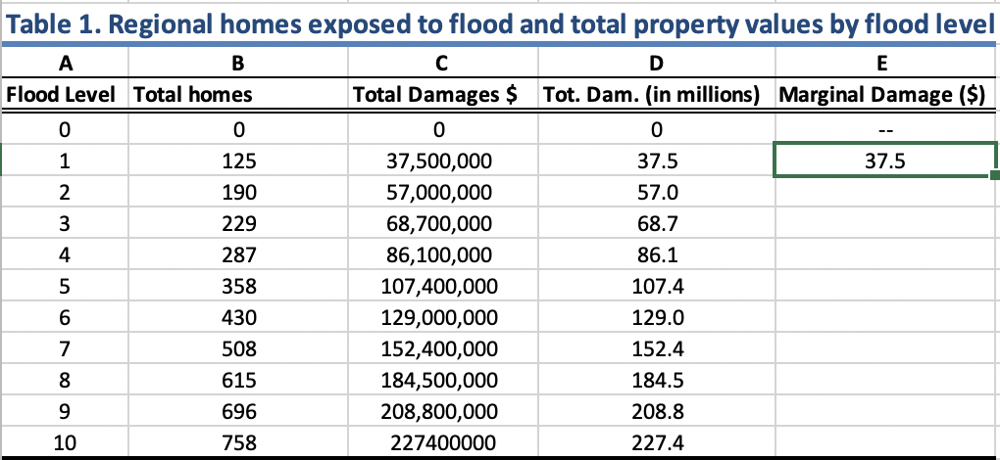 Table 1. Regional homes exposed to flood and total property values by flood level
A B C D E
Flood Level Total homes Total Damages $ Tot. Dam. (in millions) Marginal Damage ($)
0 0 0 0 --
1 125 37,500,000 37.5 37.5
2 190 57,000,000 57.0
3 229 68,700,000 68.7
4 287 86,100,000 86.1
5 358 107,400,000 107.4
6 430 129,000,000 129.0
7 508 152,400,000 152.4
8 615 184,500,000 184.5
9 696 208,800,000 208.8
10 758 227400000 227.4